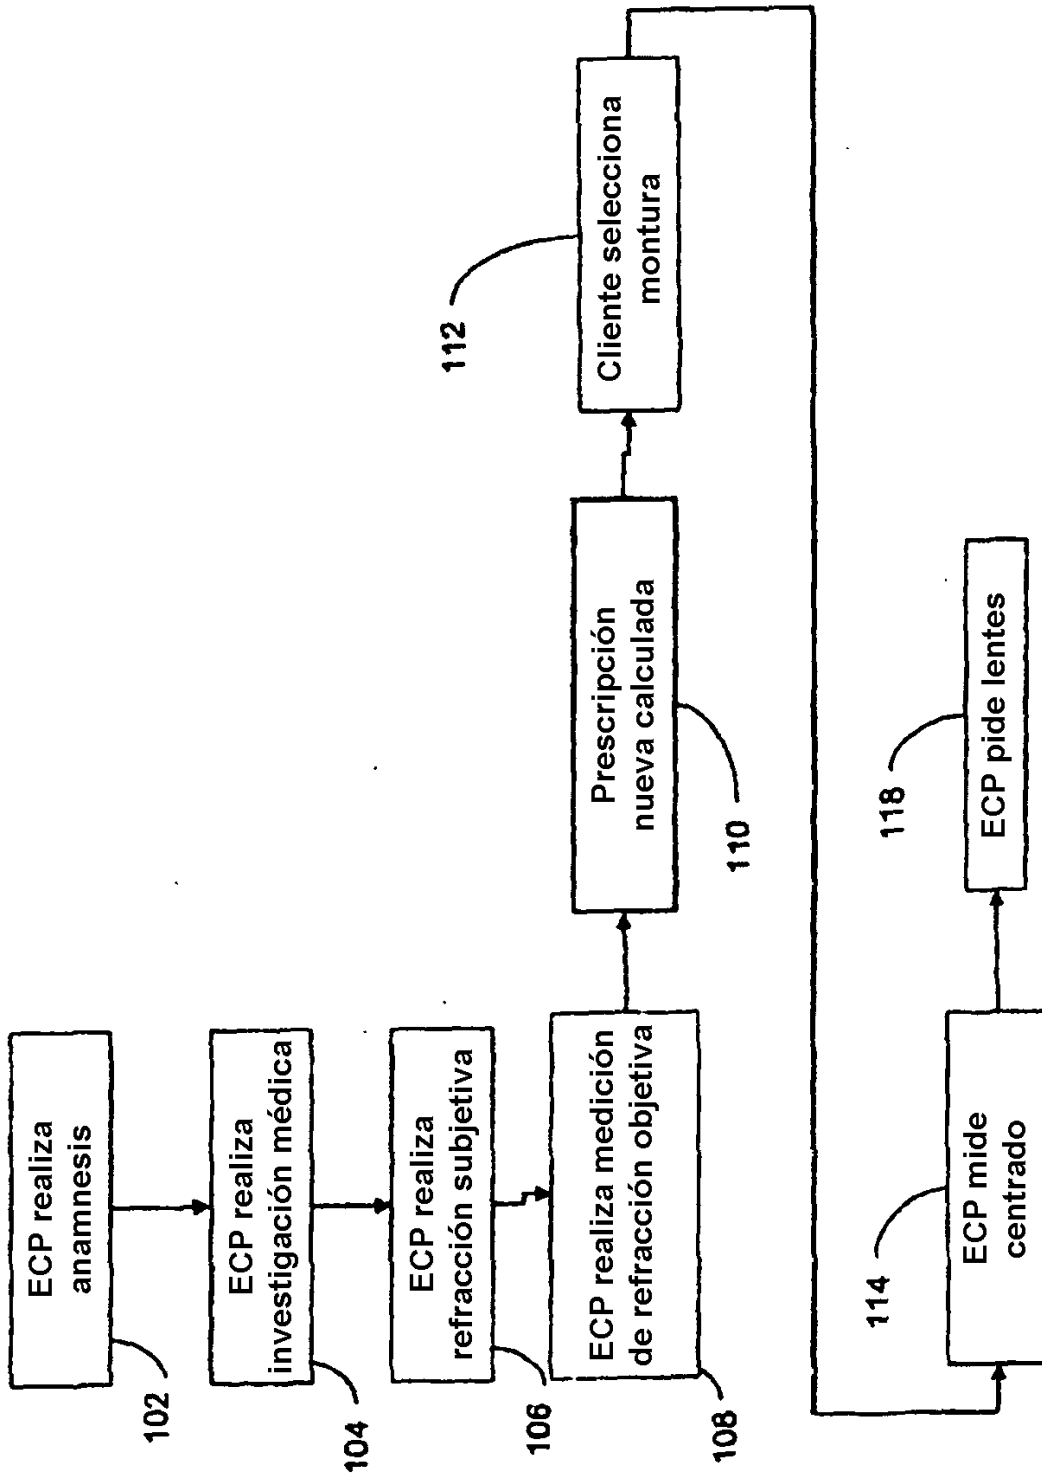 ECP realiza
anamnesis
102
ECP realiza
investigación médica
104
ECP realiza
refracción subjetiva
106
ECP realiza medición
de refracción objetiva
108
Prescripción
nueva calculada
110
Cliente selecciona
montura
112
ECP mide
centrado
114
ECP pide lentes
118